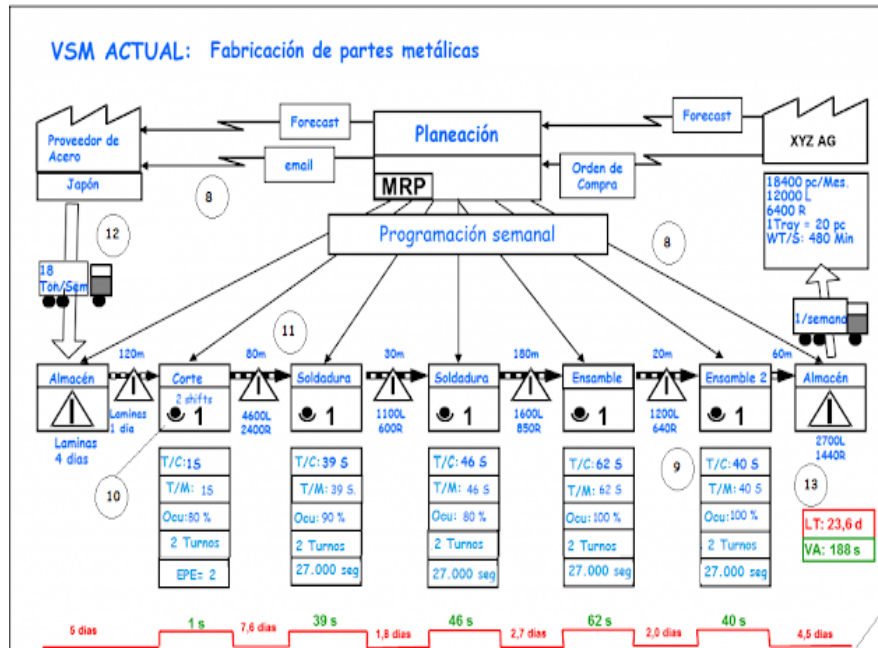 VSM ACTUAL: Fabricación de partes metálicas
Proveedor de
Acero
Japón
Forecast
email
8
Planeación
MRP
Forecast
Orden de
Compra
XYZ AG
18400 pc/Mes.
12000 L
6400 R
1Tray = 20 pc
WT/S: 480 Min
Programación semanal
8
12
18
Ton/Sem
1/semana
11
120m
80m
30m
180m
20m
60m
Almacén
Laminas
4 dias
Laminas
1 dia
Corte
2 shifts
1
4600L
2400R
Soldadura
1
1100L
600R
Soldadura
1
1600L
850R
Ensamble
1
1200L
640R
Ensamble 2
1
Almacén
2700L
1440R
10
T/C: 1S
T/M: 1S
Ocu: 80 %
2 Turnos
EPE= 2
T/C: 39 S
T/M: 39 S.
Ocu: 90 %
2 Turnos
27.000 seg
T/C: 46 S
T/M: 46 S
Ocu: 80 %
2 Turnos
27.000 seg
T/C: 62 S
T/M: 62 S
Ocu: 100 %
2 Turnos
27.000 seg
9
T/C: 40 S
T/M: 40 S
Ocu: 100 %
2 Turnos
27.000 seg
13
LT: 23,6 d
VA: 188 s
5 dias
1 s
7,6 dias
39 s
1,8 dias
46 s
2,7 dias
62 s
2,0 dias
40 s
4,5 dias